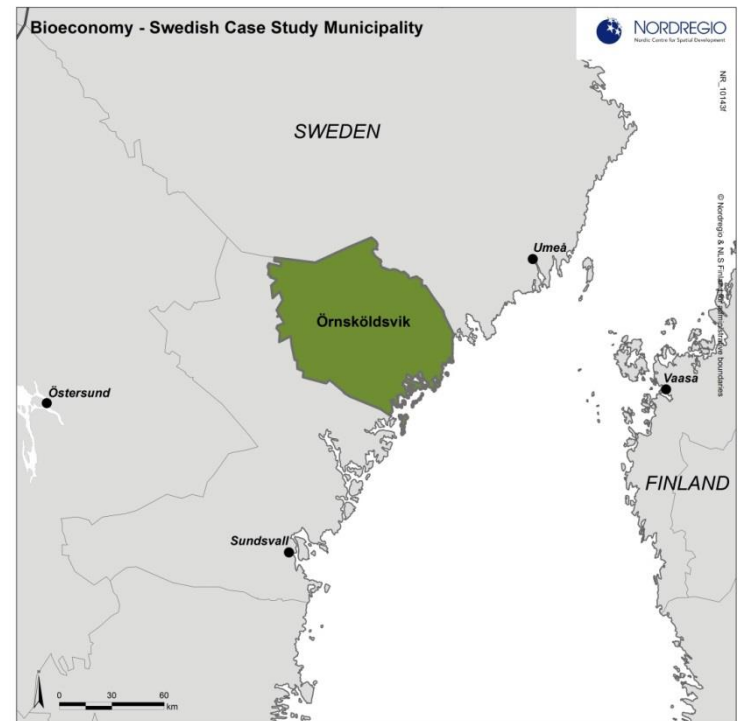 Bioeconomy - Swedish Case Study Municipality
NORDREGIO
Nordic Centre for Spatial Development
NR_10143f
SWEDEN
Umeå
Örnsköldsvik
© Nordregio & NLS Finland for administrative boundaries
Vaasa
Östersund
FINLAND
Sundsvall
0 30 60
km